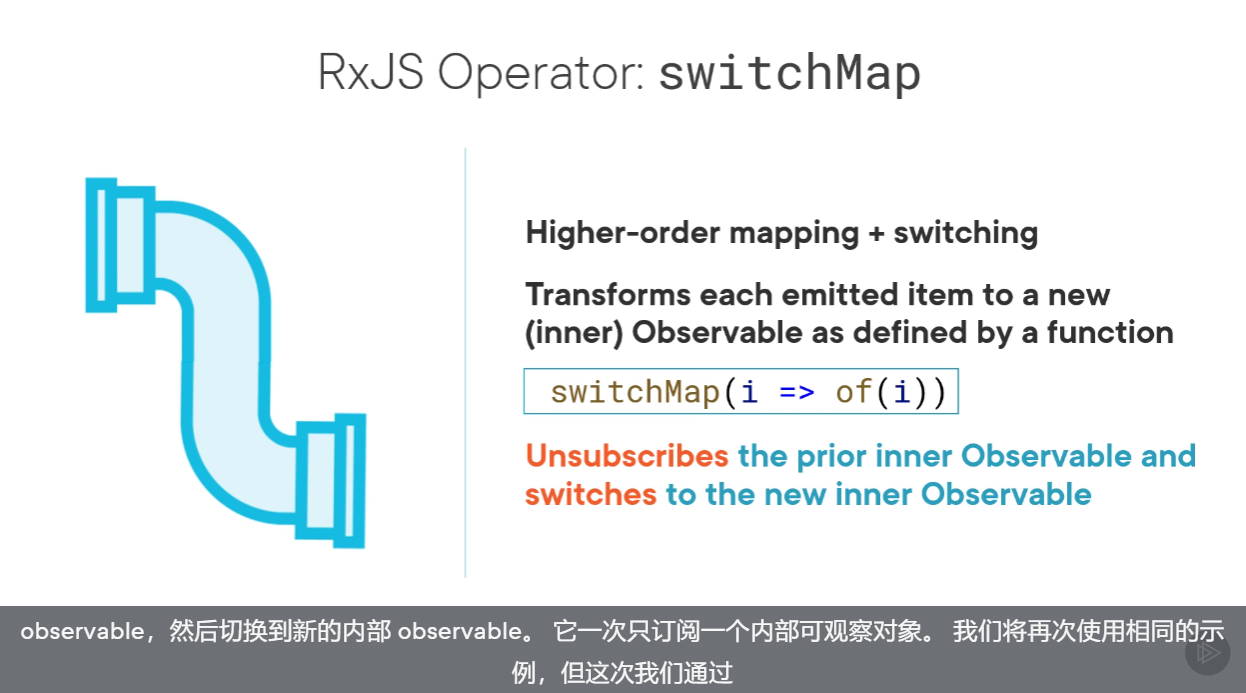 RxJS Operator: switchMap
Higher-order mapping + switching
Transforms each emitted item to a new
(inner) Observable as defined by a function
switchMap(i => of(i))
Unsubscribes the prior inner Observable and
switches to the new inner Observable
observable，然后切换到新的内部 observable。 它一次只订阅一个内部可观察对象。 我们将再次使用相同的示
例，但这次我们通过